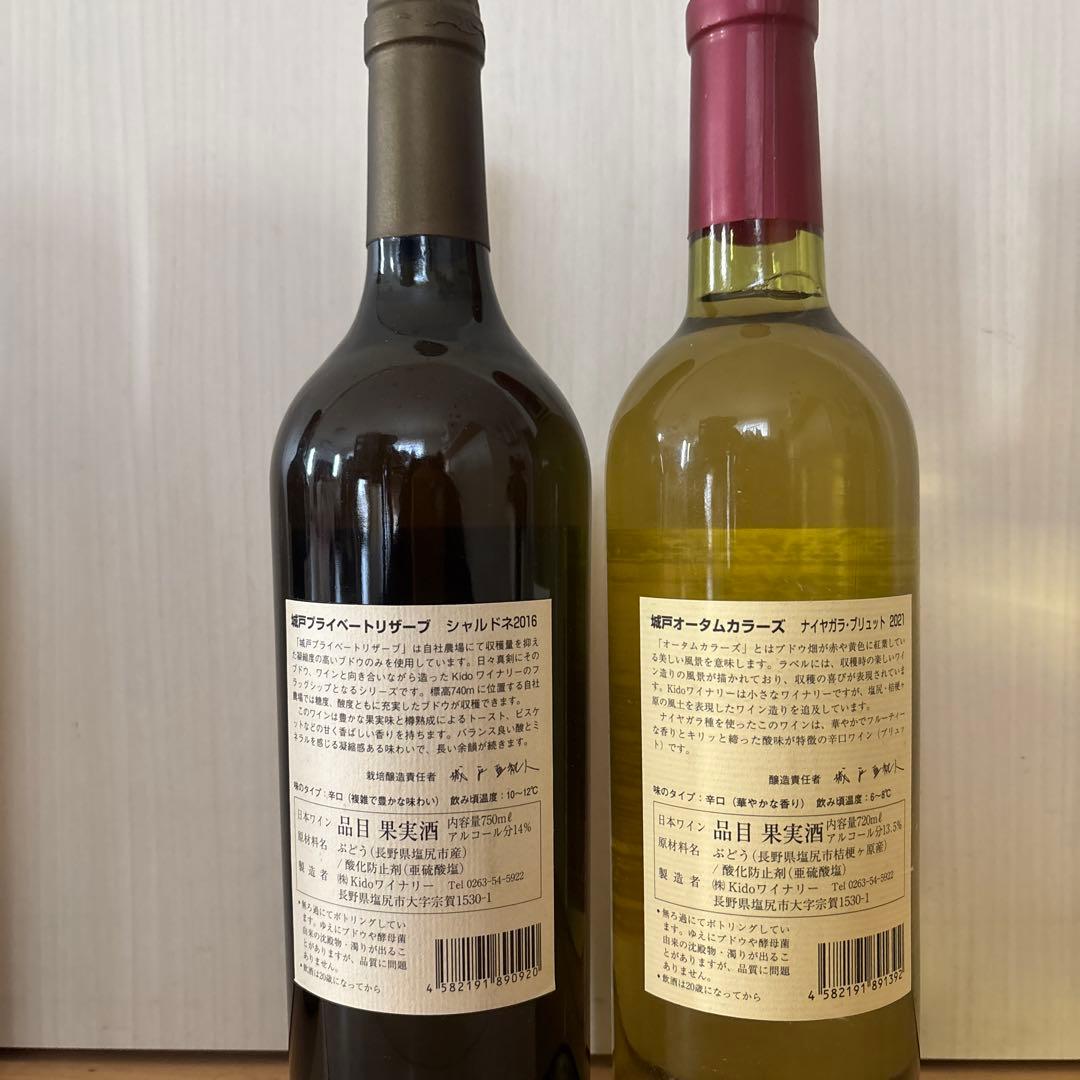 城戸プライベートリザーブ　シャルドネ2016
「城戸プライベートリザーブ」は自社農場にて収穫量を抑え
た凝縮度の高いブドウのみを使用しています。日々真剣にその
ブドウ、ワインと向き合いながら造ったKidoワイナリーのフ
ラッグシップとなるシリーズです。標高740mに位置する自社
農場では糖度、酸度ともに充実したブドウが収穫できます。
このワインは豊かな果実味と樽熟成によるトースト、ビスケ
ットなどの甘く香ばしい香りを持ちます。バランス良い酸とミ
ネラルを感じる凝縮感ある味わいで、長い余韻が続きます。
栽培醸造責任者
味のタイプ：辛口（複雑で豊かな味わい）　飲み頃温度：10〜12℃
日本ワイン　品目 果実酒　内容量750mℓ
アルコール分14%
原材料名　ぶどう（長野県塩尻市産）
/酸化防止剤（亜硫酸塩）
製造者　㈱Kidoワイナリー　Tel 0263-54-5922
長野県塩尻市大字宗賀1530-1
・無ろ過にてボトリングしてい
ます。ゆえにブドウや酵母菌
由来の沈殿物・濁りが出るこ
とがありますが、品質に問題
ありません。
・飲酒は20歳になってから
4 582191 890920
城戸オータムカラーズ　ナイヤガラ・ブリュット 2021
「オータムカラーズ」とはブドウ畑が赤や黄色に紅葉してい
る美しい風景を意味します。ラベルには、収穫時の楽しいワイ
ン造りの風景が描かれており、収穫の喜びが表現されていま
す。Kidoワイナリーは小さなワイナリーですが、塩尻・桔梗ヶ
原の風土を表現したワイン造りを追及しています。
ナイヤガラ種を使ったこのワインは、華やかでフルーティー
な香りとキリッと締った酸味が特徴の辛口ワイン（ブリュッ
ト）です。
醸造責任者
味のタイプ：辛口（華やかな香り）　飲み頃温度：6〜8℃
日本ワイン　品目 果実酒　内容量720mℓ
アルコール分13.5%
原材料名　ぶどう（長野県塩尻市桔梗ヶ原産）
/酸化防止剤（亜硫酸塩）
製造者　㈱Kidoワイナリー　Tel 0263-54-5922
長野県塩尻市大字宗賀1530-1
・無ろ過にてボトリングしてい
ます。ゆえにブドウや酵母菌
由来の沈殿物・濁りが出るこ
とがありますが、品質に問題
ありません。
・飲酒は20歳になってから
4 582191 891392